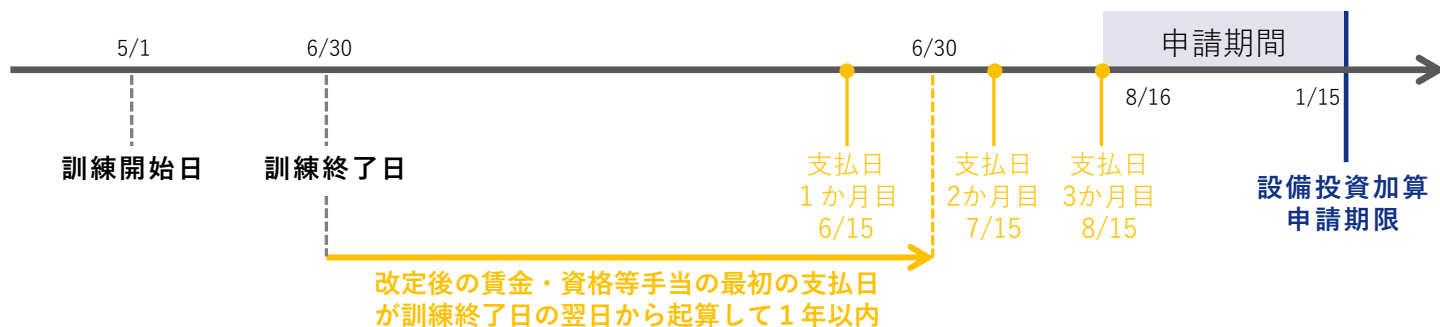 申請期間
5/1
6/30
6/30
8/16
1/15
訓練開始日
訓練終了日
支払日
1か月目
6/15
支払日
2か月目
7/15
支払日
3か月目
8/15
設備投資加算
申請期限
改定後の賃金・資格等手当の最初の支払日
が訓練終了日の翌日から起算して１年以内